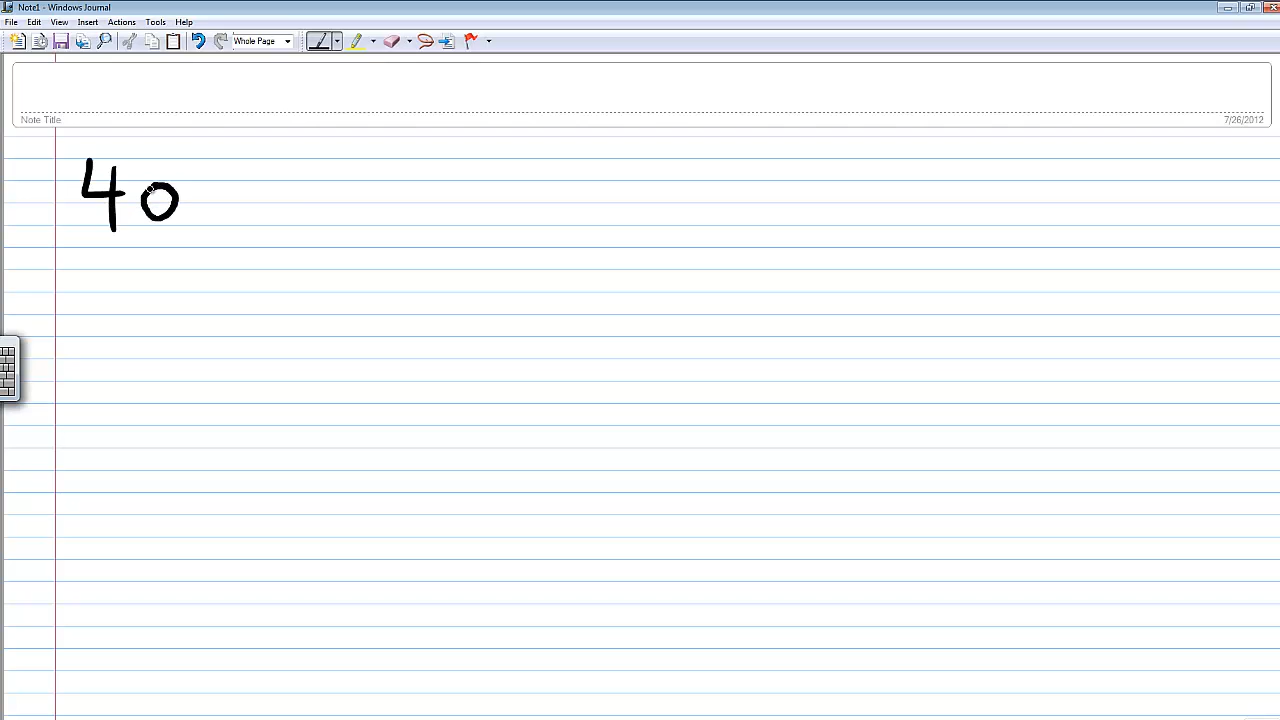 Note1 - Windows Journal
File Edit View Insert Actions Tools Help
Whole Page
Note Title 7/26/2012
40